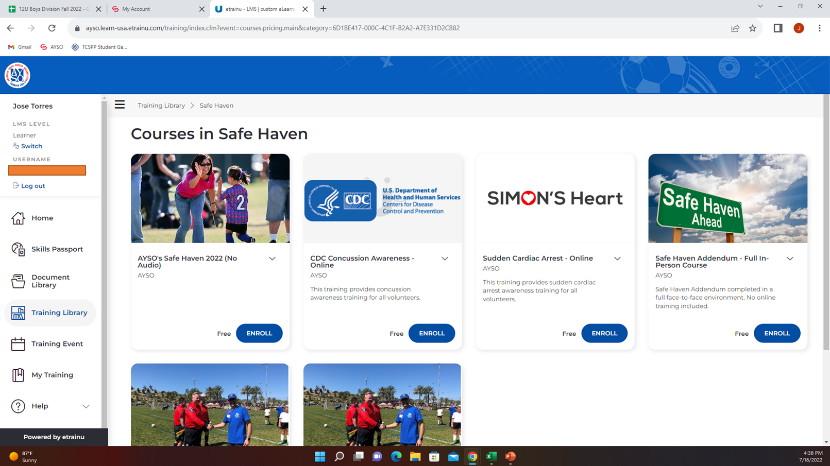 12U Boys Division Fall 2022 - C
My Account
etrainu - LMS | custom eLearn
ayso.learn-usa.etrainu.com/training/index.cfm?event=courses.pricing.main&category=6D1BE417-000C-4C1F-B2A2-A7E331D2CB82
Gmail
AYSO
TCSPP Student Ga...
Jose Torres
LMS LEVEL
Learner
Switch
USERNAME
Log out
Home
Skills Passport
Document
Library
Training Library
Training Event
My Training
Help
Powered by etrainu
Training Library > Safe Haven
Courses in Safe Haven
2
AYSO's Safe Haven 2022 (No
Audio)
AYSO
Free ENROLL
CDC
U.S. Department of
Health and Human Services
Centers for Disease
Control and Prevention
CDC Concussion Awareness -
Online
AYSO
This training provides concussion
awareness training for all volunteers.
Free ENROLL
SIMON'S Heart
Sudden Cardiac Arrest - Online
AYSO
This training provides sudden cardiac
arrest awareness training for all
volunteers.
Free ENROLL
Safe Haven
Ahead
Safe Haven Addendum - Full In-
Person Course
AYSO
Safe Haven Addendum completed in a
full face-to-face environment. No online
training included.
Free ENROLL
87°F
Sunny
4:36 PM
7/18/2022